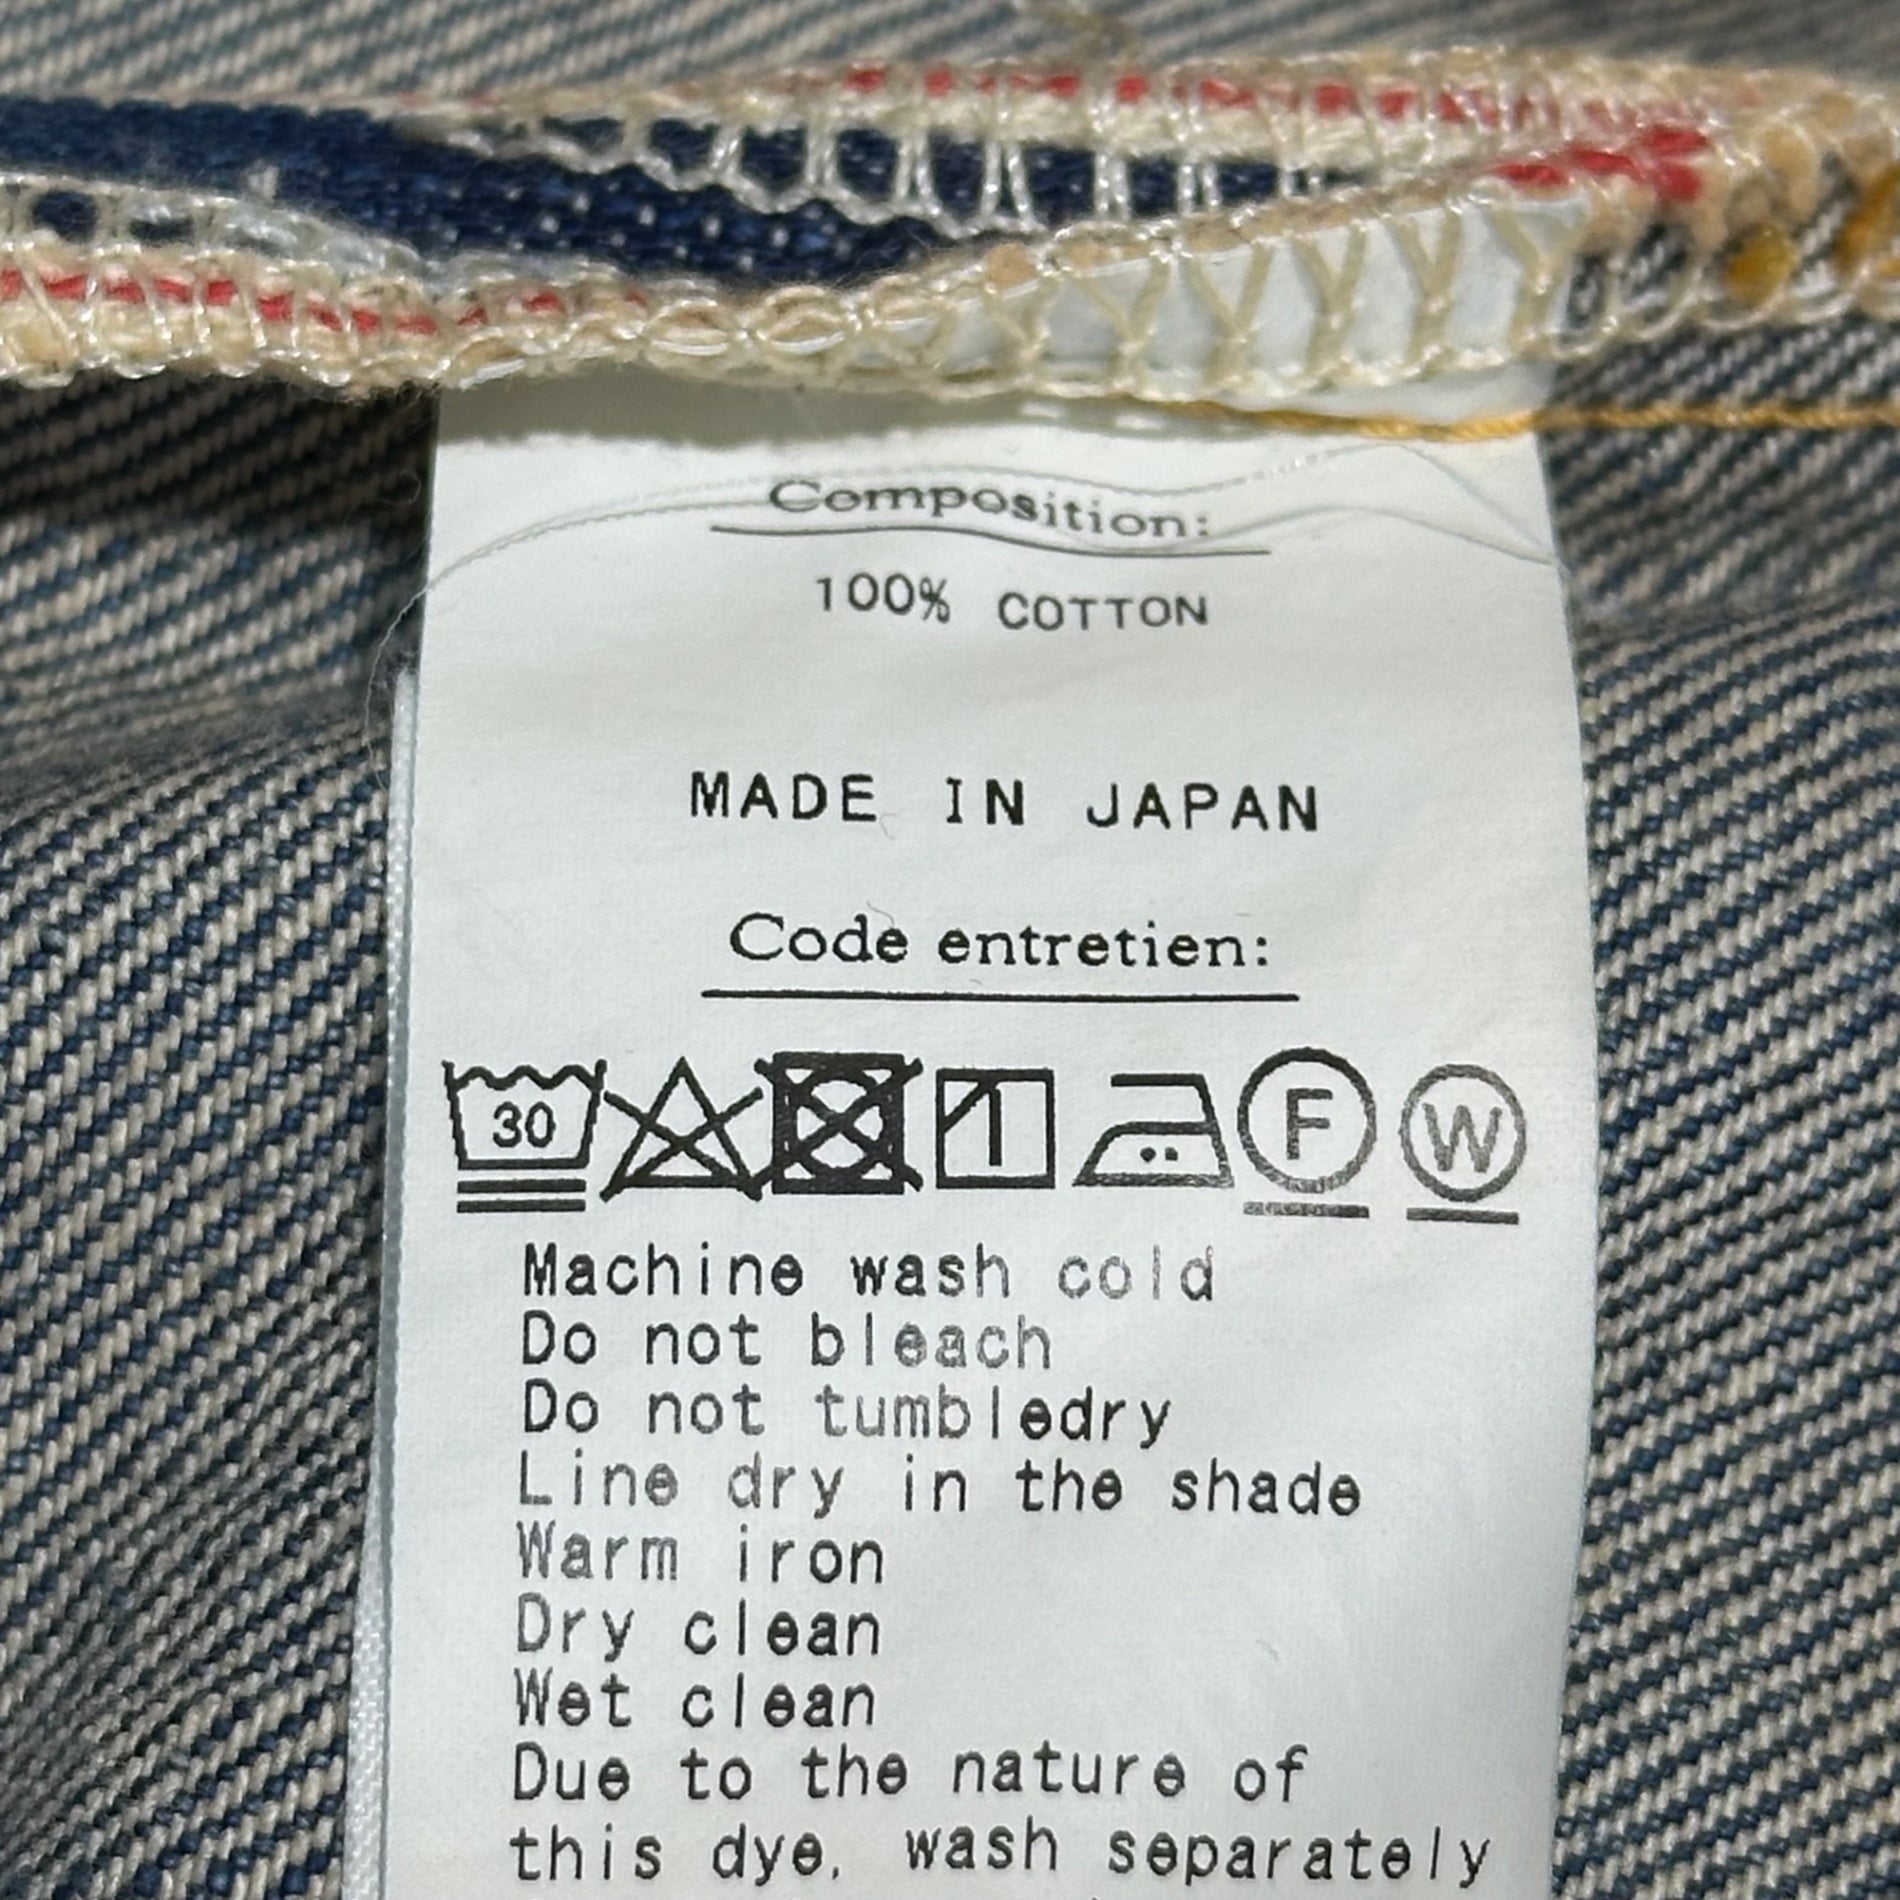 Composition:
100% COTTON
MADE IN JAPAN
Code entretien:
30 F W
Machine wash cold
Do not bleach
Do not tumbledry
Line dry in the shade
Warm iron
Dry clean
Wet clean
Due to the nature of
this dye, wash separately